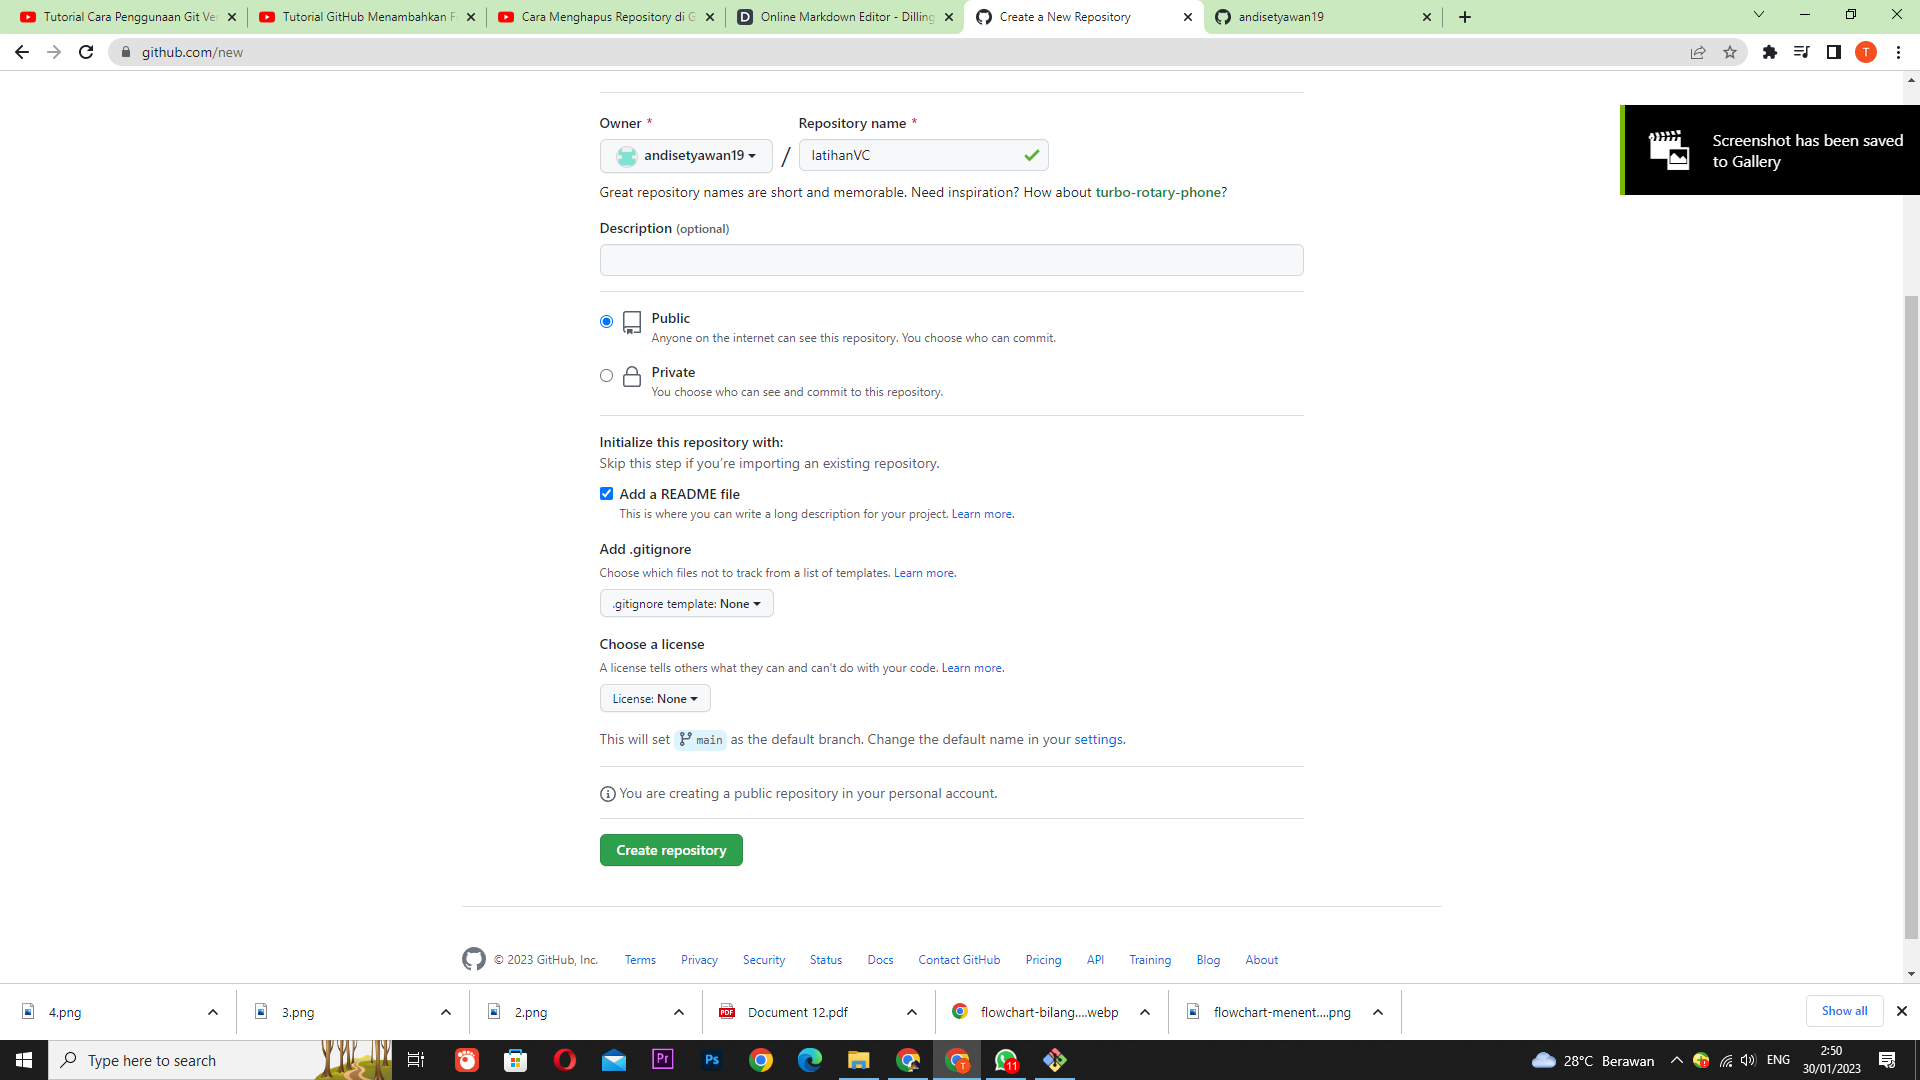 Tutorial Cara Penggunaan Git Ve
Tutorial GitHub Menambahkan F
Cara Menghapus Repository di G
Online Markdown Editor - Dilling
Create a New Repository
andisetyawan19
github.com/new
Owner *
Repository name *
andisetyawan19
/
latihanVC
Great repository names are short and memorable. Need inspiration? How about turbo-rotary-phone?
Description (optional)
Public
Anyone on the internet can see this repository. You choose who can commit.
Private
You choose who can see and commit to this repository.
Initialize this repository with:
Skip this step if you're importing an existing repository.
Add a README file
This is where you can write a long description for your project. Learn more.
Add .gitignore
Choose which files not to track from a list of templates. Learn more.
.gitignore template: None
Choose a license
A license tells others what they can and can't do with your code. Learn more.
License: None
This will set main as the default branch. Change the default name in your settings.
You are creating a public repository in your personal account.
Create repository
Screenshot has been saved
to Gallery
© 2023 GitHub, Inc.
Terms
Privacy
Security
Status
Docs
Contact GitHub
Pricing
API
Training
Blog
About
4.png
3.png
2.png
Document 12.pdf
flowchart-bilang....webp
flowchart-menent....png
Show all
Type here to search
Pr
Ps
T
11
28°C Berawan
ENG
2:50
30/01/2023